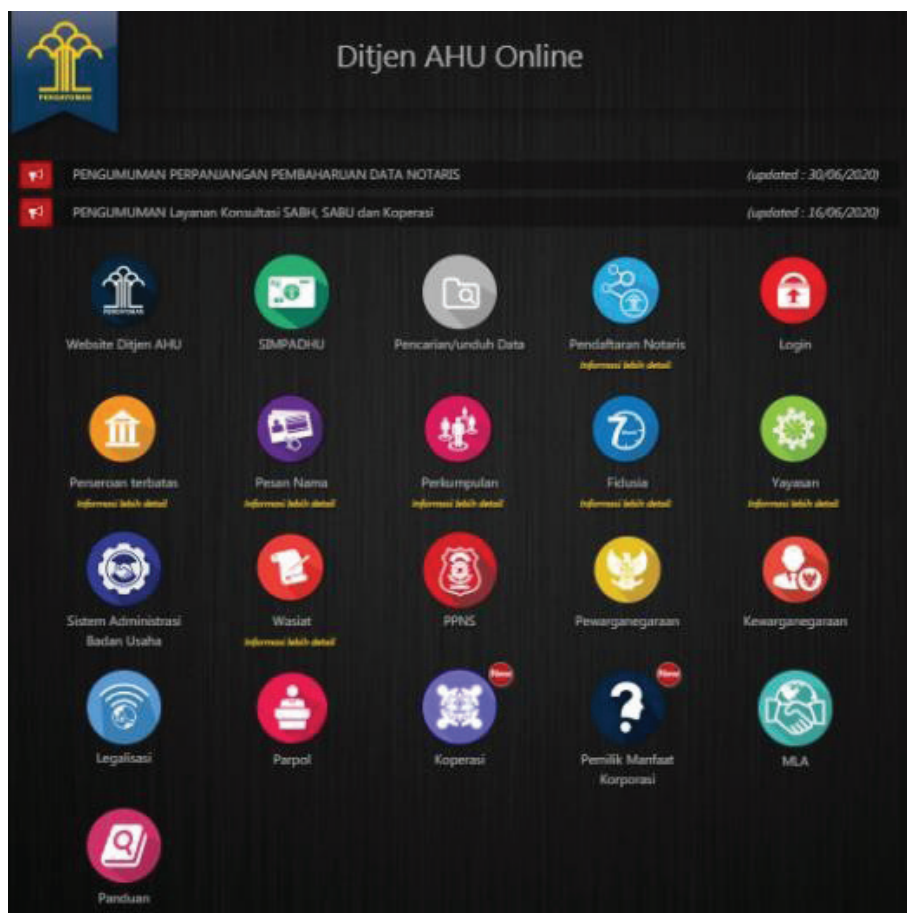 PENGAYOMAN
Ditjen AHU Online
PENGUMUMAN PERPANJANGAN PEMBAHARUAN DATA NOTARIS (updated : 30/06/2020)
PENGUMUMAN Layanan Konsultasi SABH, SABU dan Koperasi (updated : 16/06/2020)
PENGAYOMAN
Website Ditjen AHU SIMPADHU Pencarian/unduh Data Pendaftaran Notaris Login
Informasi lebih detail
Perseroan terbatas Pesan Nama Perkumpulan Fidusia Yayasan
Informasi lebih detail Informasi lebih detail Informasi lebih detail Informasi lebih detail Informasi lebih detail
Sistem Administrasi Wasiat PPNS Pewarganegaraan Kewarganegaraan
Badan Usaha Informasi lebih detail
New New
Legalisasi Parpol Koperasi Pemilik Manfaat MLA
Korporasi
Panduan